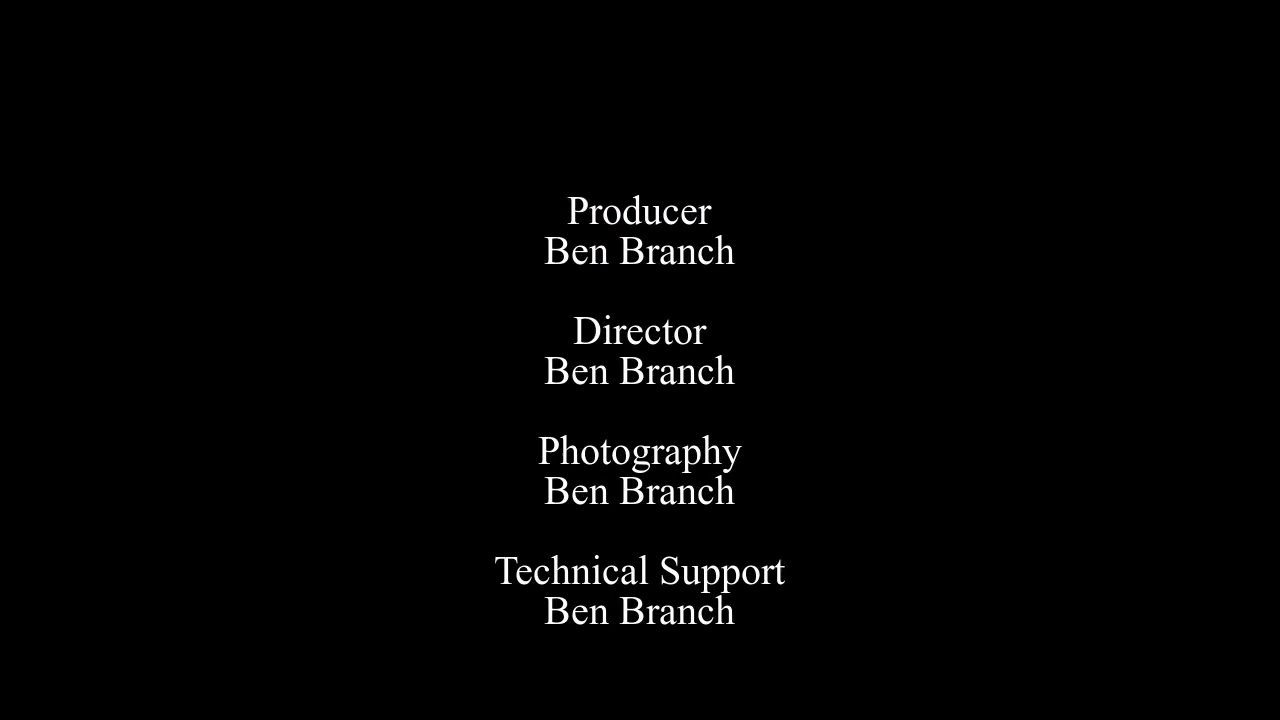 Producer
Ben Branch
Director
Ben Branch
Photography
Ben Branch
Technical Support
Ben Branch